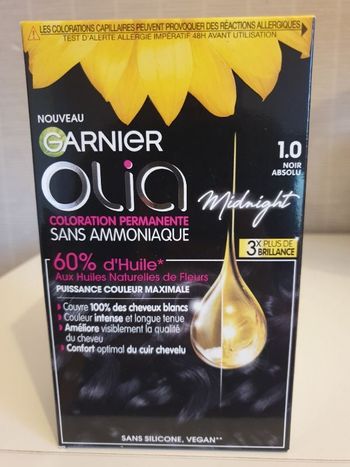 LES COLORATIONS CAPILLAIRES PEUVENT PROVOQUER DES RÉACTIONS ALLERGIQUES
TEST D'ALERTE ALLERGIE IMPÉRATIF 48H AVANT UTILISATION
NOUVEAU
GARNIER
OLIA
COLORATION PERMANENTE
SANS AMMONIAQUE
1.0
NOIR
ABSOLU
Midnight
3X PLUS DE
BRILLANCE
60% d'Huile*
Aux Huiles Naturelles de Fleurs
PUISSANCE COULEUR MAXIMALE
Couvre 100% des cheveux blancs
Couleur intense et longue tenue
Améliore visiblement la qualité
du cheveu
Confort optimal du cuir chevelu
SANS SILICONE, VEGAN**